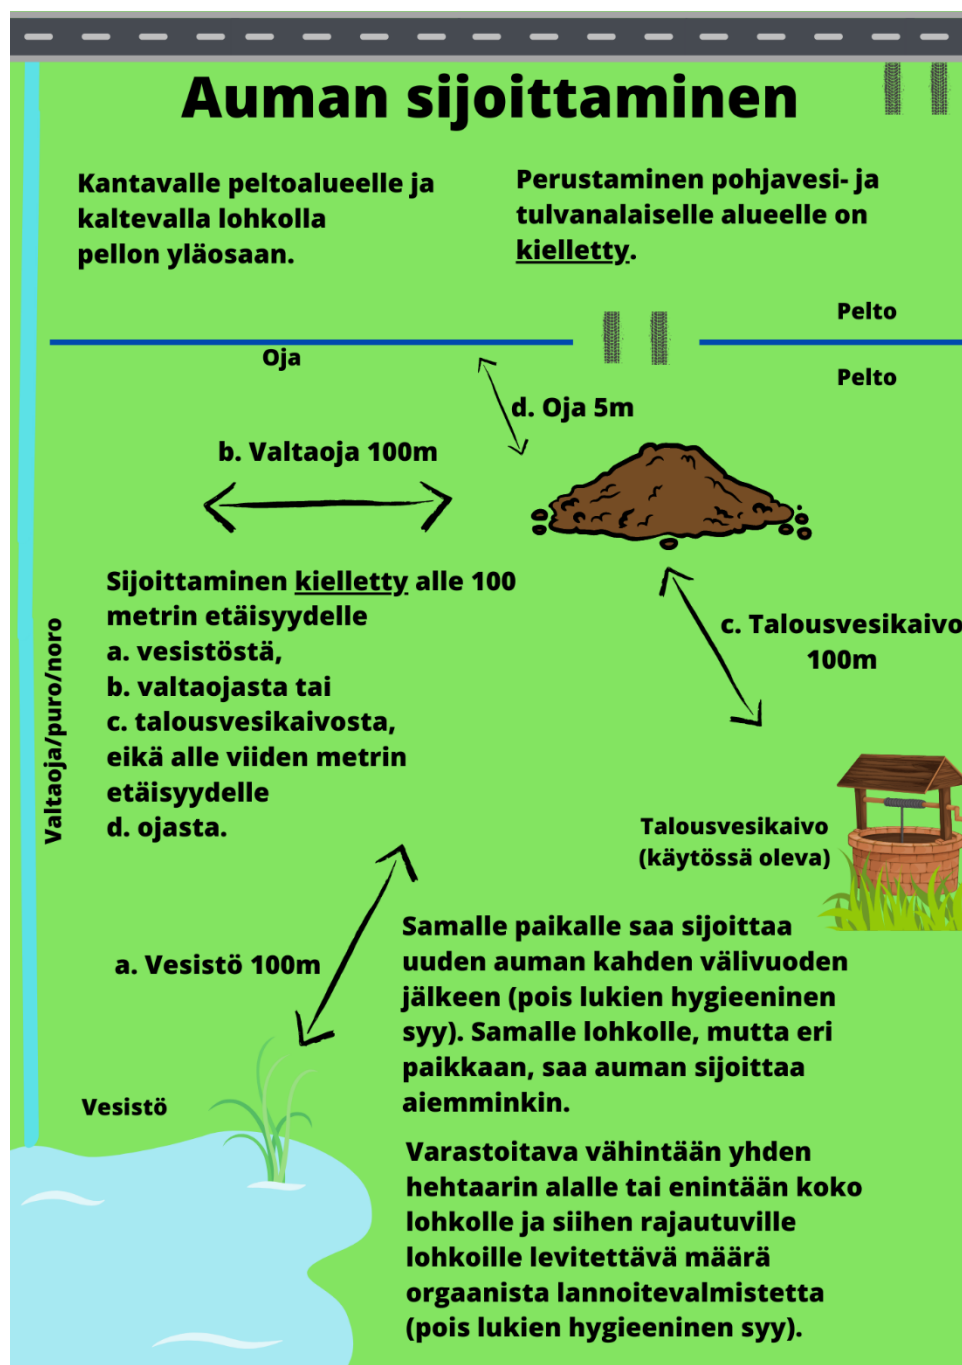 Auman sijoittaminen
Kantavalle peltoalueelle ja
kaltevalla lohkolla
pellon yläosaan.
Perustaminen pohjavesi- ja
tulvanalaiselle alueelle on
kielletty.
Pelto
Oja
Pelto
d. Oja 5m
b. Valtaoja 100m
Sijoittaminen kielletty alle 100
metrin etäisyydelle
a. vesistöstä,
b. valtaojasta tai
c. talousvesikaivosta,
eikä alle viiden metrin
etäisyydelle
d. ojasta.
c. Talousvesikaivo
100m
Valtaoja/puro/noro
Talousvesikaivo
(käytössä oleva)
a. Vesistö 100m
Samalle paikalle saa sijoittaa
uuden auman kahden välivuoden
jälkeen (pois lukien hygieeninen
syy). Samalle lohkolle, mutta eri
paikkaan, saa auman sijoittaa
aiemminkin.
Vesistö
Varastoitava vähintään yhden
hehtaarin alalle tai enintään koko
lohkolle ja siihen rajautuville
lohkoille levitettävä määrä
orgaanista lannoitevalmistetta
(pois lukien hygieeninen syy).